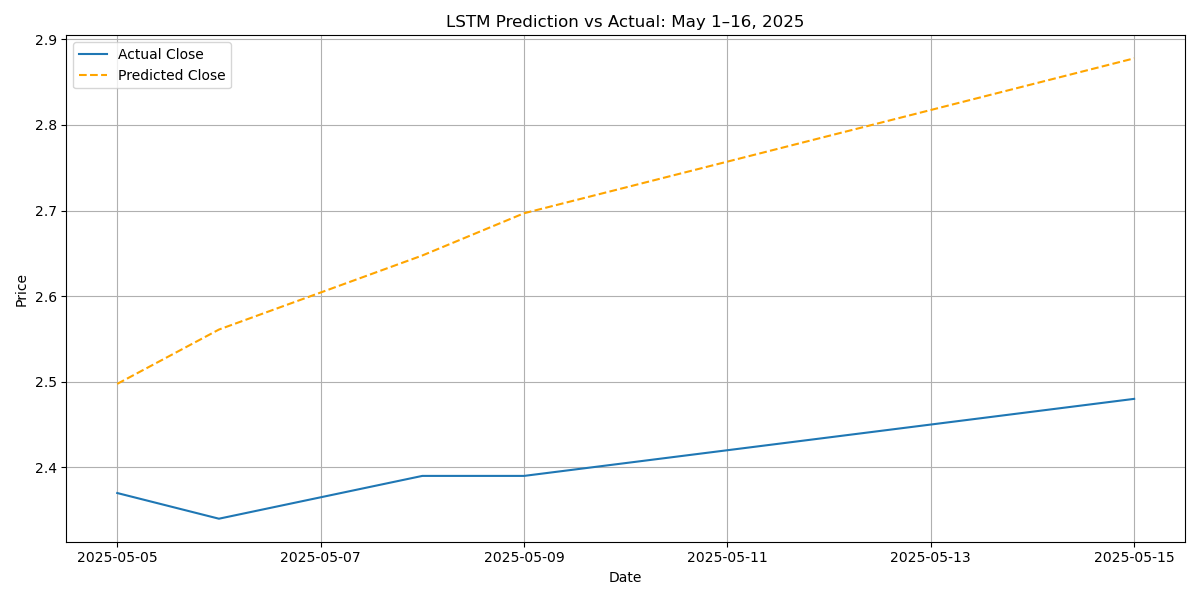 LSTM Prediction vs Actual: May 1–16, 2025
Actual Close
Predicted Close
Price
2.9
2.8
2.7
2.6
2.5
2.4
2025-05-05 2025-05-07 2025-05-09 2025-05-11 2025-05-13 2025-05-15
Date